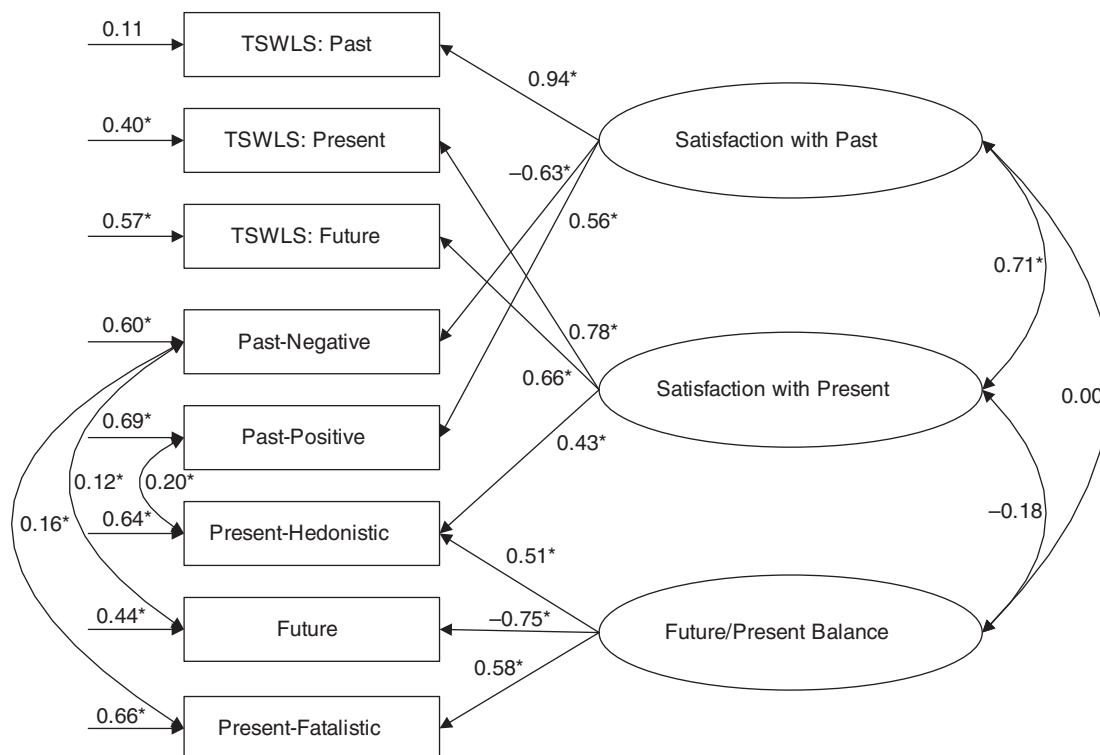 0.11
TSWLS: Past
0.94*
0.40*
TSWLS: Present
Satisfaction with Past
–0.63*
0.56*
0.57*
TSWLS: Future
0.71*
0.60*
Past-Negative
0.78*
0.66*
Satisfaction with Present
0.00
0.69*
Past-Positive
0.43*
0.12*
0.20*
0.16*
0.64*
Present-Hedonistic
–0.18
0.51*
0.44*
Future
–0.75*
Future/Present Balance
0.58*
0.66*
Present-Fatalistic